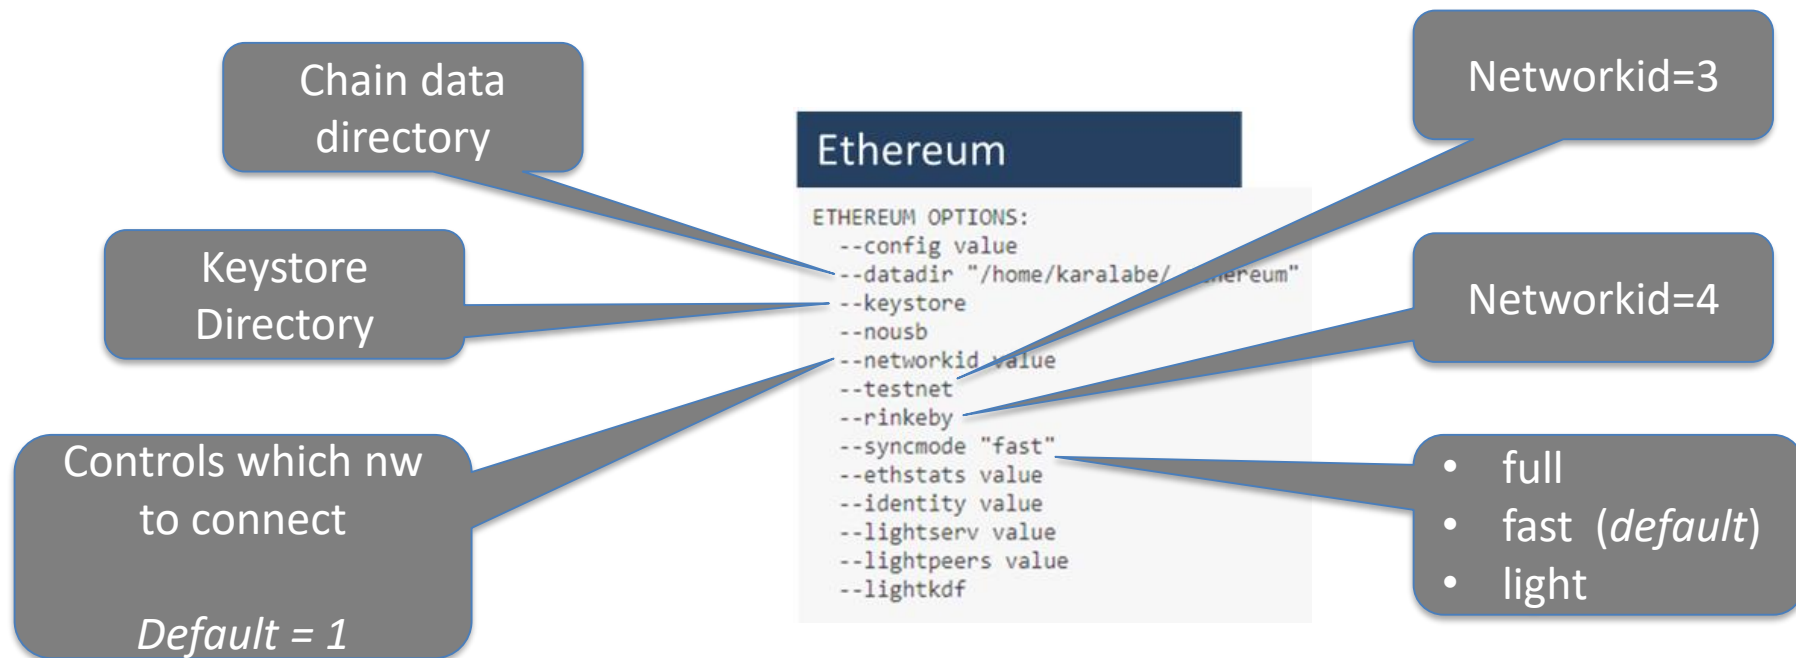 Chain data
directory
Keystore
Directory
Controls which nw
to connect
Default = 1
Ethereum
ETHEREUM OPTIONS:
--config value
--datadir "/home/karalabe/ hereum"
--keystore
--nousb
--networkid value
--testnet
--rinkeby
--syncmode "fast"
--ethstats value
--identity value
--lightserv value
--lightpeers value
--lightkdf
Networkid=3
Networkid=4
• full
• fast (default)
• light